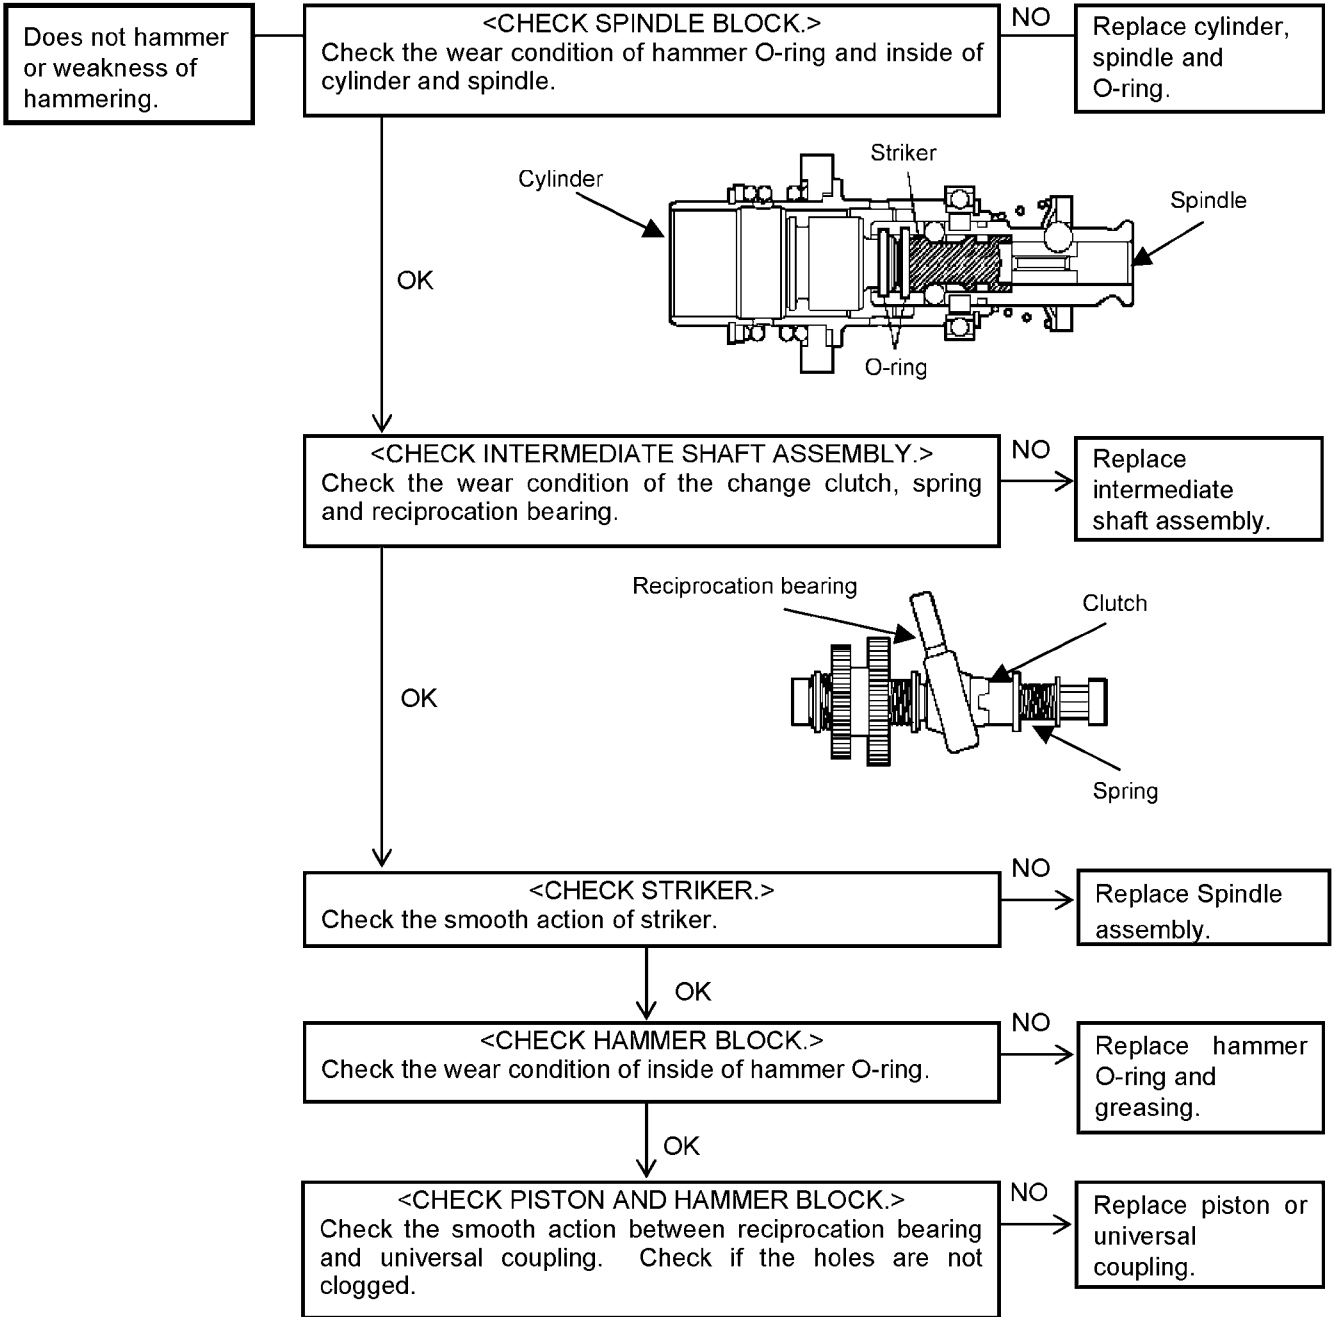 Does not hammer
or weakness of
hammering.
<CHECK SPINDLE BLOCK.>
Check the wear condition of hammer O-ring and inside of
cylinder and spindle.
NO
Replace cylinder,
spindle and
O-ring.
Striker
Cylinder
Spindle
OK
O-ring
<CHECK INTERMEDIATE SHAFT ASSEMBLY.>
Check the wear condition of the change clutch, spring
and reciprocation bearing.
NO
Replace
intermediate
shaft assembly.
Reciprocation bearing
Clutch
OK
Spring
<CHECK STRIKER.>
Check the smooth action of striker.
NO
Replace Spindle
assembly.
OK
<CHECK HAMMER BLOCK.>
Check the wear condition of inside of hammer O-ring.
NO
Replace hammer
O-ring and
greasing.
OK
<CHECK PISTON AND HAMMER BLOCK.>
Check the smooth action between reciprocation bearing
and universal coupling. Check if the holes are not
clogged.
NO
Replace piston or
universal
coupling.